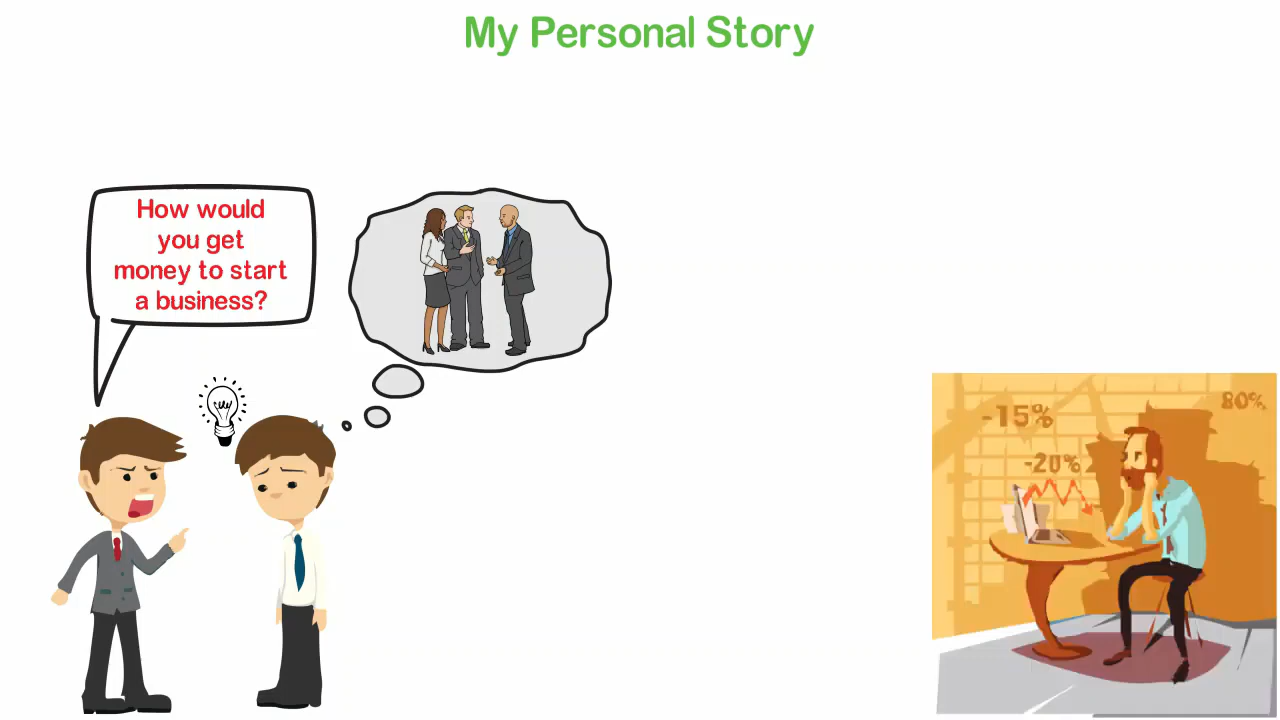 My Personal Story
How would
you get
money to start
a business?
-15%
80%
-20%